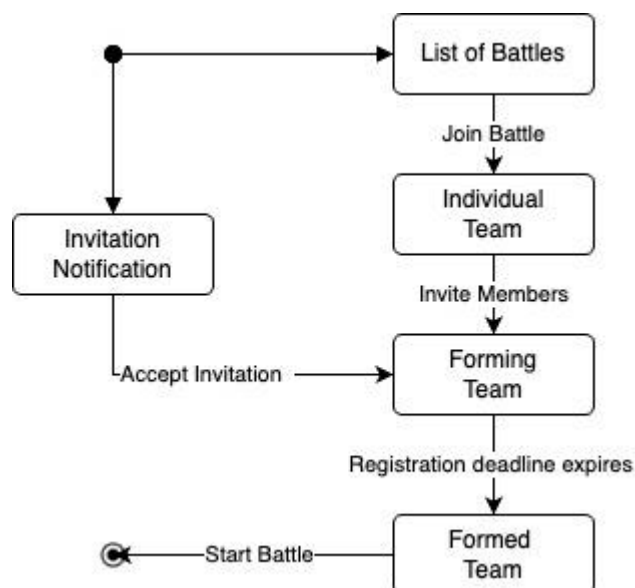 List of Battles
Join Battle
Individual
Team
Invitation
Notification
Invite Members
Forming
Team
Accept Invitation
Registration deadline expires
Formed
Team
Start Battle